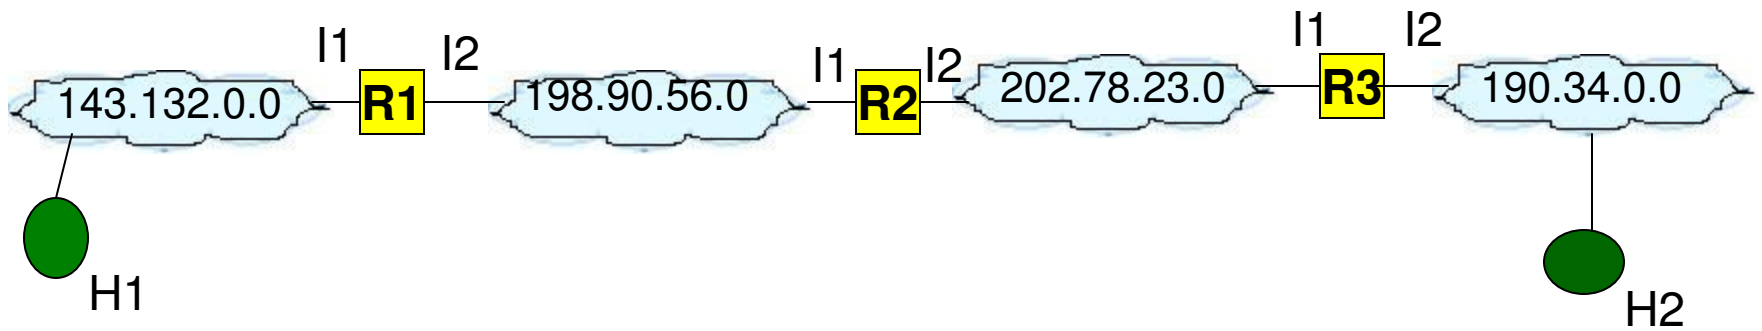 I1 I2 I1 I2 I1 I2
143.132.0.0 R1 198.90.56.0 R2 202.78.23.0 R3 190.34.0.0
H1 H2